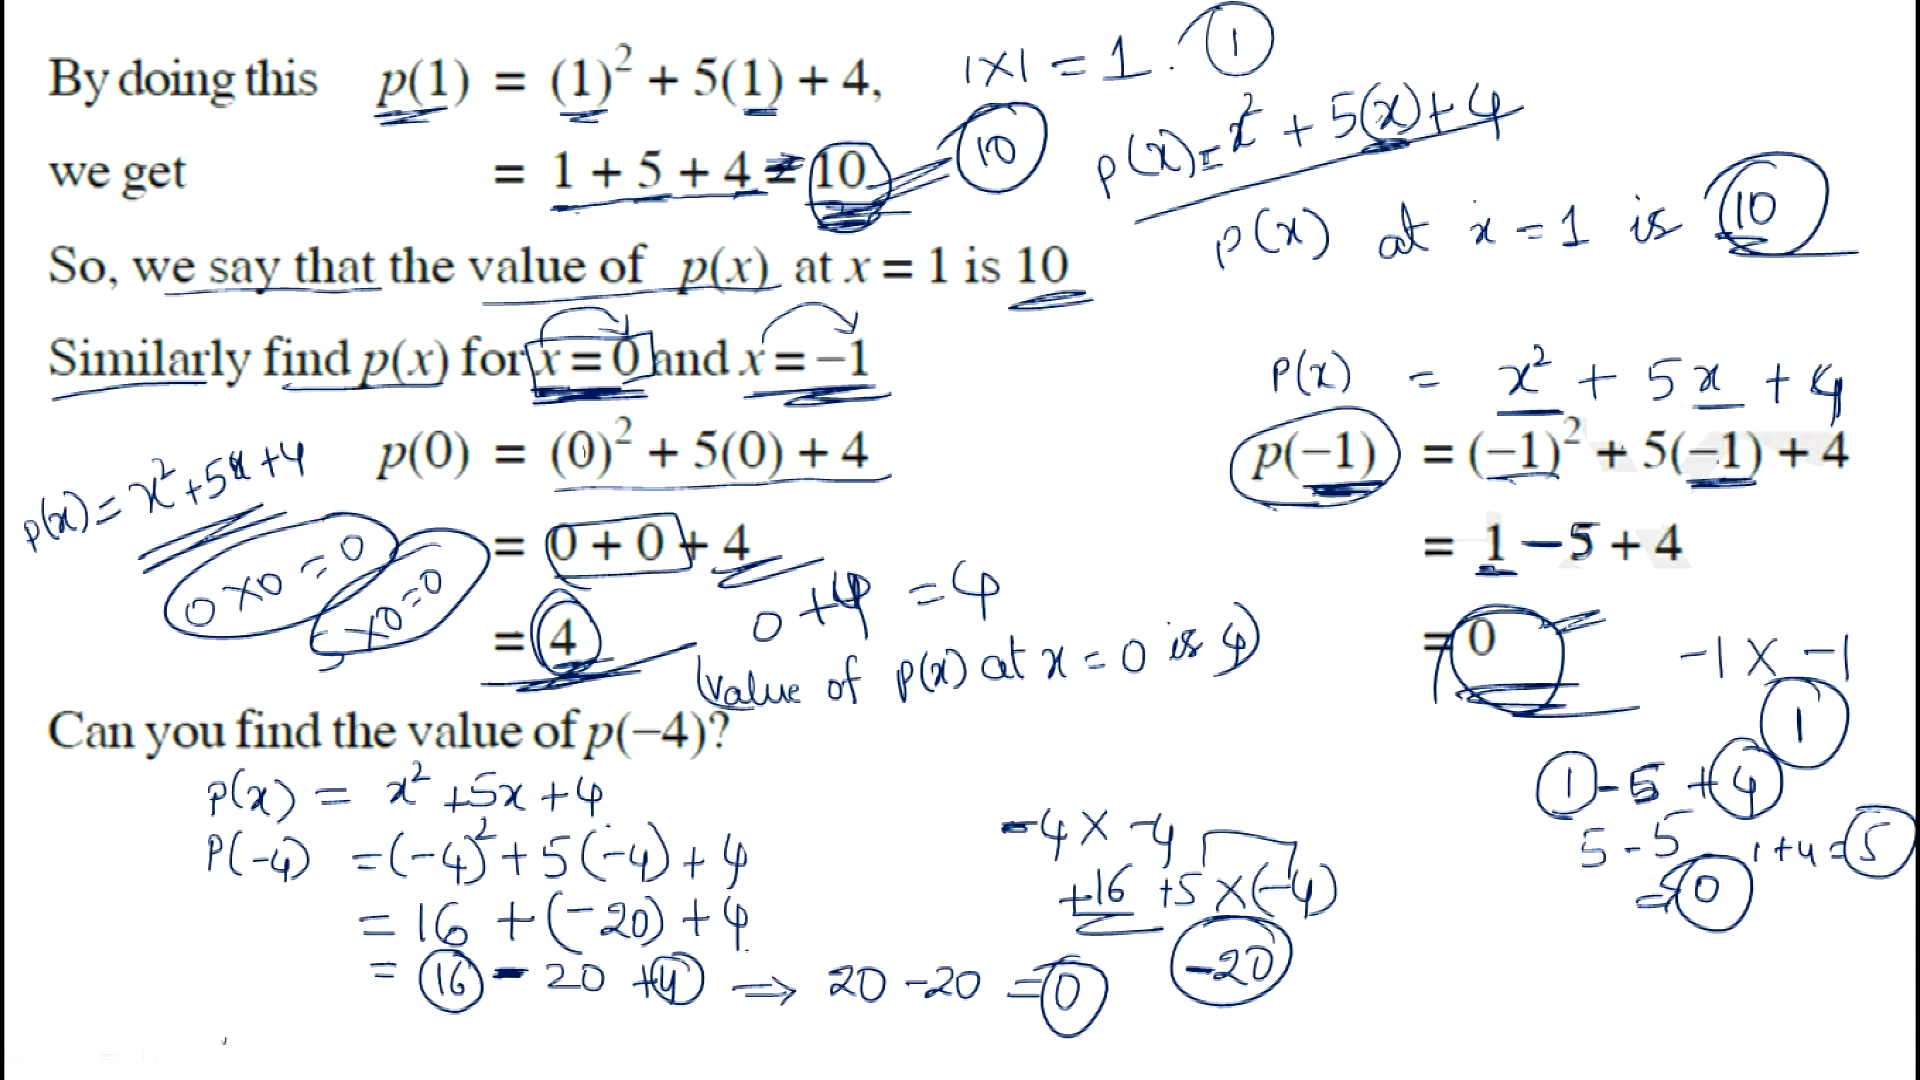 By doing this p(1) = (1)² + 5(1) + 4,
1×1 = 1. 1
we get = 1 + 5 + 4 = 10
10
p(x) = x² + 5(x) + 4
p(x) at x = 1 is 10
So, we say that the value of p(x) at x = 1 is 10
Similarly find p(x) for x = 0 and x = −1
p(x) = x² + 5x + 4
p(0) = (0)² + 5(0) + 4
= 0 + 0 + 4
0 × 0 = 0
5 × 0 = 0
0 + 4 = 4
= 4
(value of p(x) at x = 0 is 4)
P(x) = x² + 5x + 4
p(−1) = (−1)² + 5(−1) + 4
= 1 − 5 + 4
= 0
−1 × −1
1
1 − 5 + 4
5 − 5 1 + 4 = 5
= 0
Can you find the value of p(−4)?
P(x) = x² + 5x + 4
P(−4) = (−4)² + 5(−4) + 4
= 16 + (−20) + 4
= 16 − 20 + 4 ⇒ 20 − 20 = 0
−4 × −4
+16 +5 × (−4)
−20